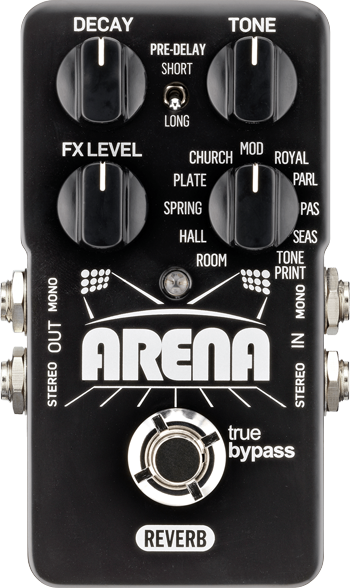 DECAY
TONE
PRE-DELAY
SHORT
LONG
FX LEVEL
MOD
CHURCH
ROYAL
PLATE
PARL
SPRING
PAS
HALL
SEAS
ROOM
TONE
PRINT
MONO
STEREO
OUT
MONO
STEREO
IN
ARENA
true
bypass
REVERB